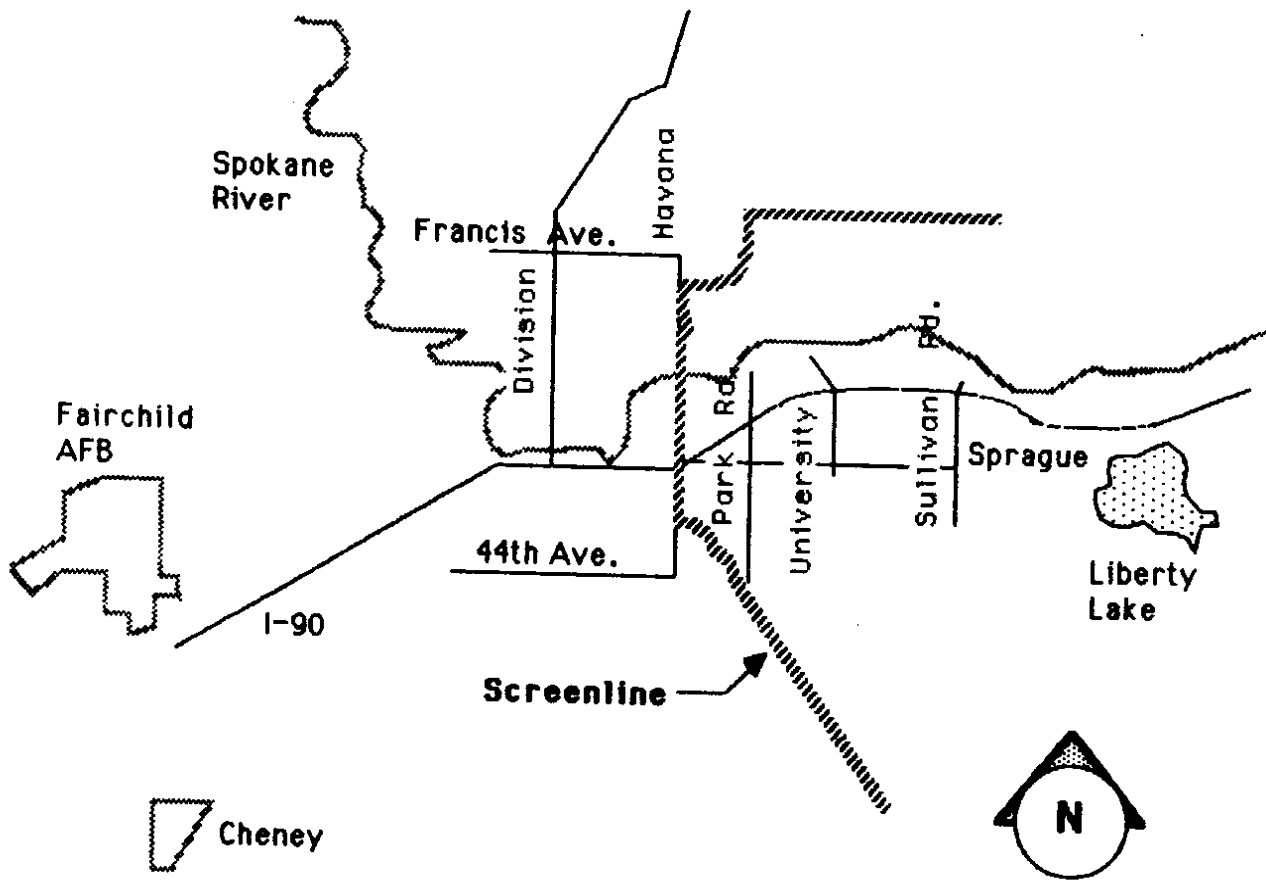 Havana
Spokane
River
Francis Ave.
Division
Rd.
Fairchild
AFB
Park Rd
University
Sullivan
Sprague
44th Ave.
Liberty
Lake
I-90
Screenline
Cheney
N